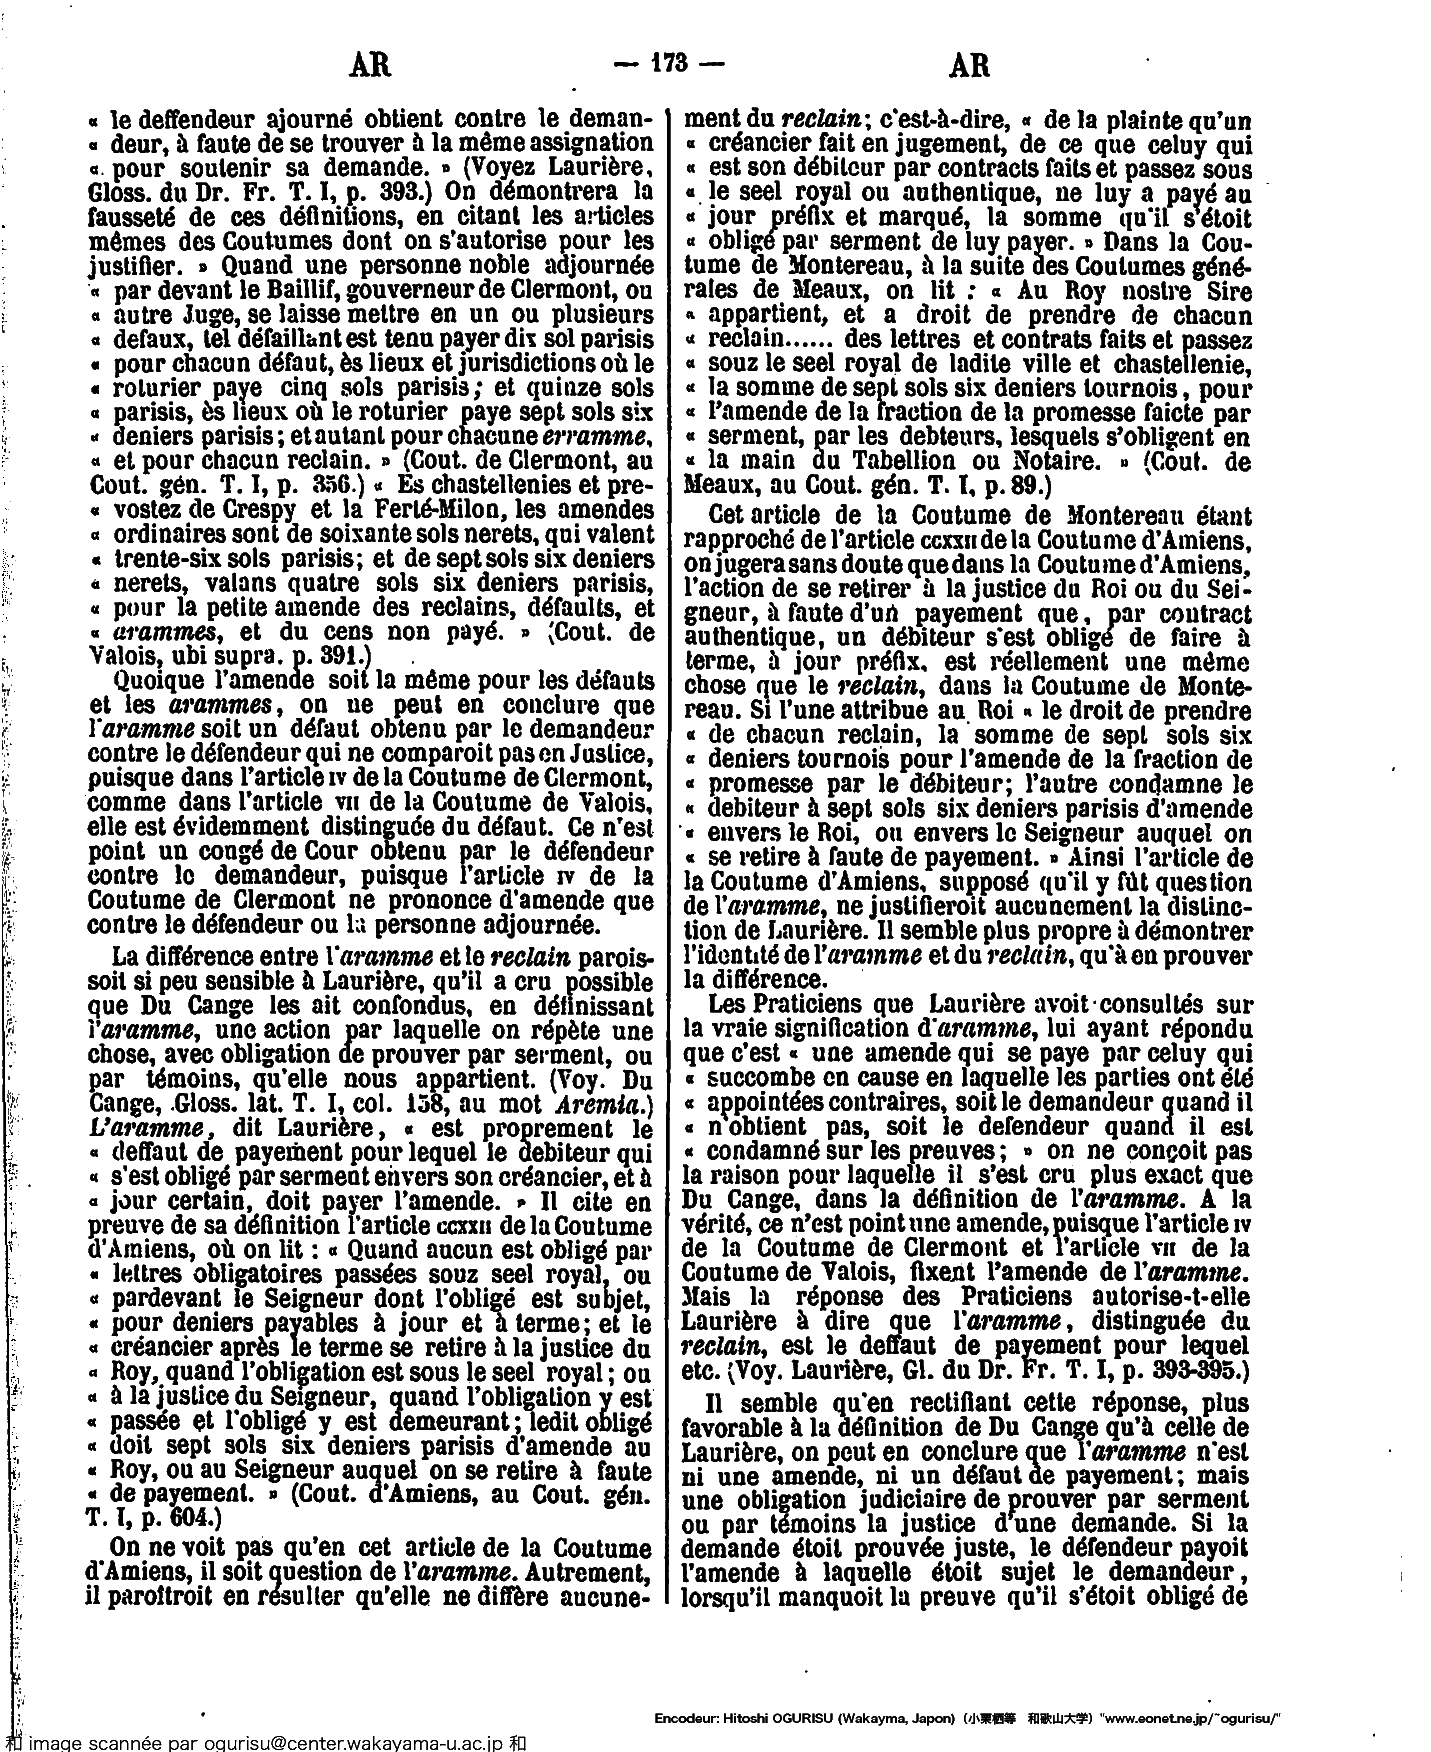 AR
— 173 —
AR
« le deffendeur ajourné obtient contre le deman-
« deur, à faute de se trouver à la même assignation
« pour soutenir sa demande. » (Voyez Laurière,
Gloss. du Dr. Fr. T. I, p. 393.) On démontrera la
fausseté de ces définitions, en citant les articles
mêmes des Coutumes dont on s'autorise pour les
justifier. » Quand une personne noble adjournée
« par devant le Baillif, gouverneur de Clermont, ou
« autre Juge, se laisse mettre en un ou plusieurs
« defaux, tel défaillant est tenu payer dix sol parisis
« pour chacun défaut, ès lieux et jurisdictions où le
« roturier paye cinq sols parisis; et quinze sols
« parisis, ès lieux où le roturier paye sept sols six
« deniers parisis; et autant pour chacune erramme,
« et pour chacun reclain. » (Cout. de Clermont, au
Cout. gén. T. I, p. 356.) « Es chastellenies et pre-
« vostez de Crespy et la Ferté-Milon, les amendes
« ordinaires sont de soixante sols nerets, qui valent
« trente-six sols parisis; et de sept sols six deniers
« nerets, valans quatre sols six deniers parisis,
« pour la petite amende des reclains, défaults, et
« arammes, et du cens non payé. » (Cout. de
Valois, ubi supra. p. 391.)
Quoique l'amende soit la même pour les défauts
et les arammes, on ne peut en conclure que
l'aramme soit un défaut obtenu par le demandeur
contre le défendeur qui ne comparoit pas en Justice,
puisque dans l'article IV de la Coutume de Clermont,
comme dans l'article VII de la Coutume de Valois,
elle est évidemment distinguée du défaut. Ce n'est
point un congé de Cour obtenu par le défendeur
contre le demandeur, puisque l'article IV de la
Coutume de Clermont ne prononce d'amende que
contre le défendeur ou la personne adjournée.
La différence entre l'aramme et le reclain parois-
soit si peu sensible à Laurière, qu'il a cru possible
que Du Cange les ait confondus, en définissant
l'aramme, une action par laquelle on répète une
chose, avec obligation de prouver par serment, ou
par témoins, qu'elle nous appartient. (Voy. Du
Cange, Gloss. lat. T. I, col. 158, au mot Aremia.)
L'aramme, dit Laurière, « est proprement le
« deffaut de payement pour lequel le debiteur qui
« s'est obligé par serment envers son créancier, et à
« jour certain, doit payer l'amende. » Il cite en
preuve de sa définition l'article CCXXII de la Coutume
d'Amiens, où on lit : « Quand aucun est obligé par
« lettres obligatoires passées souz seel royal, ou
« pardevant le Seigneur dont l'obligé est subjet,
« pour deniers payables à jour et à terme; et le
« créancier après le terme se retire à la justice du
« Roy, quand l'obligation est sous le seel royal; ou
« à la justice du Seigneur, quand l'obligation y est
« passée et l'obligé y est demeurant; ledit obligé
« doit sept sols six deniers parisis d'amende au
« Roy, ou au Seigneur auquel on se retire à faute
« de payement. » (Cout. d'Amiens, au Cout. gén.
T. I, p. 604.)
On ne voit pas qu'en cet article de la Coutume
d'Amiens, il soit question de l'aramme. Autrement,
il paroîtroit en résulter qu'elle ne diffère aucune-
ment du reclain; c'est-à-dire, « de la plainte qu'un
« créancier fait en jugement, de ce que celuy qui
« est son débiteur par contracts faits et passez sous
« le seel royal ou authentique, ne luy a payé au
« jour préfix et marqué, la somme qu'il s'étoit
« obligé par serment de luy payer. » Dans la Cou-
tume de Montereau, à la suite des Coutumes géné-
rales de Meaux, on lit : « Au Roy nostre Sire
« appartient, et a droit de prendre de chacun
« reclain...... des lettres et contrats faits et passez
« souz le seel royal de ladite ville et chastellenie,
« la somme de sept sols six deniers tournois, pour
« l'amende de la fraction de la promesse faicte par
« serment, par les debteurs, lesquels s'obligent en
« la main du Tabellion ou Notaire. » (Cout. de
Meaux, au Cout. gén. T. I, p. 89.)
Cet article de la Coutume de Montereau étant
rapproché de l'article CCXXII de la Coutume d'Amiens,
on jugera sans doute que dans la Coutume d'Amiens,
l'action de se retirer à la justice du Roi ou du Sei-
gneur, à faute d'un payement que, par contract
authentique, un débiteur s'est obligé de faire à
terme, à jour préfix, est réellement une même
chose que le reclain, dans la Coutume de Monte-
reau. Si l'une attribue au Roi « le droit de prendre
« de chacun reclain, la somme de sept sols six
« deniers tournois pour l'amende de la fraction de
« promesse par le débiteur; l'autre condamne le
« debiteur à sept sols six deniers parisis d'amende
« envers le Roi, ou envers le Seigneur auquel on
« se retire à faute de payement. » Ainsi l'article de
la Coutume d'Amiens, supposé qu'il y fût question
de l'aramme, ne justifieroit aucunement la distinc-
tion de Laurière. Il semble plus propre à démontrer
l'identité de l'aramme et du reclain, qu'à en prouver
la différence.
Les Praticiens que Laurière avoit consultés sur
la vraie signification d'aramme, lui ayant répondu
que c'est « une amende qui se paye par celuy qui
« succombe en cause en laquelle les parties ont été
« appointées contraires, soit le demandeur quand il
« n'obtient pas, soit le defendeur quand il est
« condamné sur les preuves; » on ne conçoit pas
la raison pour laquelle il s'est cru plus exact que
Du Cange, dans la définition de l'aramme. A la
vérité, ce n'est point une amende, puisque l'article IV
de la Coutume de Clermont et l'article VII de la
Coutume de Valois, fixent l'amende de l'aramme.
Mais la réponse des Praticiens autorise-t-elle
Laurière à dire que l'aramme, distinguée du
reclain, est le deffaut de payement pour lequel
etc. (Voy. Laurière, Gl. du Dr. Fr. T. I, p. 393-395.)
Il semble qu'en rectifiant cette réponse, plus
favorable à la définition de Du Cange qu'à celle de
Laurière, on peut en conclure que l'aramme n'est
ni une amende, ni un défaut de payement; mais
une obligation judiciaire de prouver par serment
ou par témoins la justice d'une demande. Si la
demande étoit prouvée juste, le défendeur payoit
l'amende à laquelle étoit sujet le demandeur,
lorsqu'il manquoit la preuve qu'il s'étoit obligé de
Encodeur: Hitoshi OGURISU (Wakayma, Japon) (小栗栖等 和歌山大学) "www.eonet.ne.jp/~ogurisu/"
和 image scannée par ogurisu@center.wakayama-u.ac.jp 和